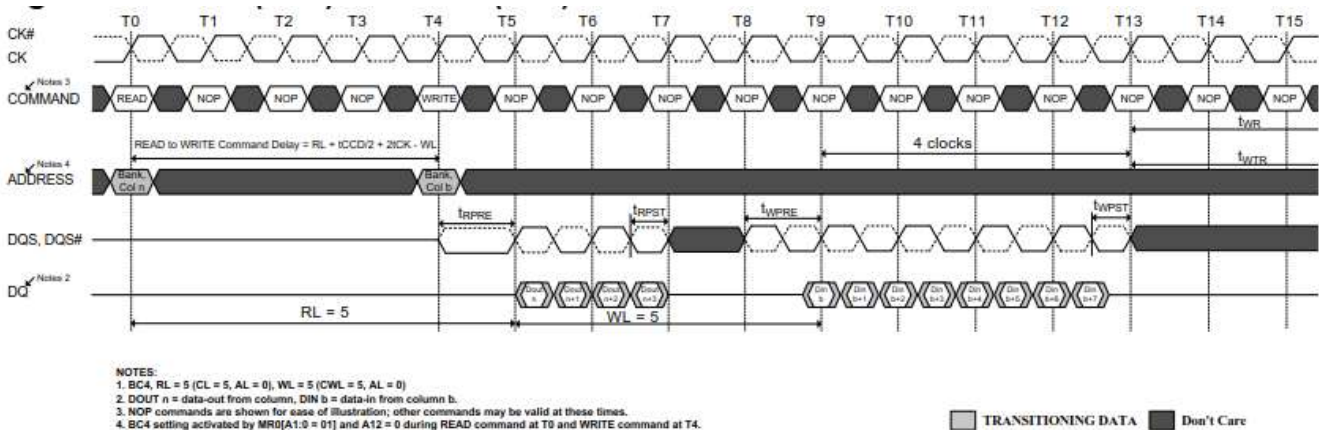 T0 T1 T2 T3 T4 T5 T6 T7 T8 T9 T10 T11 T12 T13 T14 T15
CK#
CK
Notes 3
COMMAND READ NOP NOP NOP WRITE NOP NOP NOP NOP NOP NOP NOP NOP NOP NOP NOP
tWR
READ to WRITE Command Delay = RL + tCCD/2 + 2tCK - WL
4 clocks
Notes 4
tWTR
ADDRESS Bank, Col n Bank, Col b
tRPRE tRPST tWPRE tWPST
DQS, DQS#
Notes 2
DQ Dout n Dout n+1 Dout n+2 Dout n+3 Din b Din b+1 Din b+2 Din b+3 Din b+4 Din b+5 Din b+6 Din b+7
RL = 5 WL = 5
NOTES:
1. BC4, RL = 5 (CL = 5, AL = 0), WL = 5 (CWL = 5, AL = 0)
2. DOUT n = data-out from column, DIN b = data-in from column b.
3. NOP commands are shown for ease of illustration; other commands may be valid at these times.
4. BC4 setting activated by MR0[A1:0 = 01] and A12 = 0 during READ command at T0 and WRITE command at T4.
TRANSITIONING DATA Don't Care